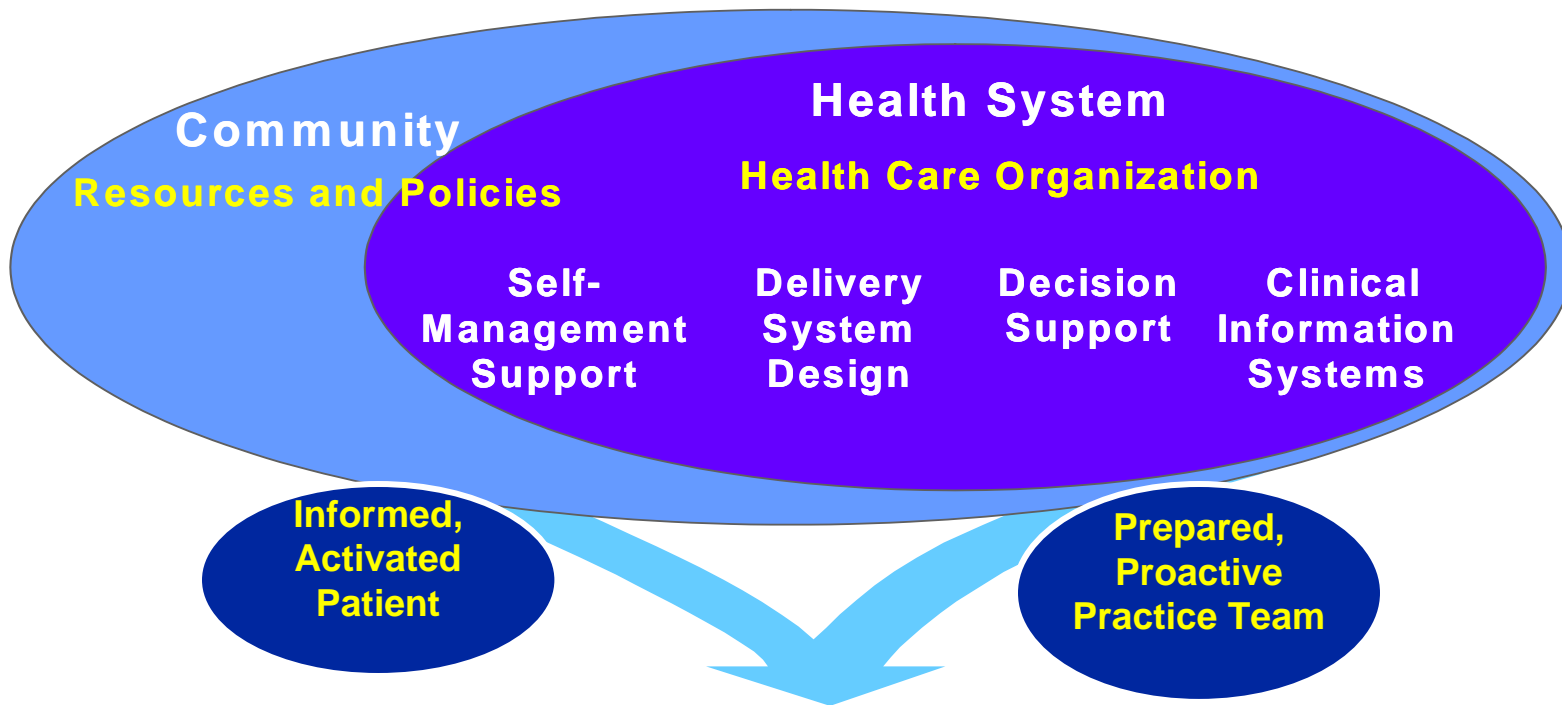 Community
Resources and Policies
Health System
Health Care Organization
Self-
Management
Support
Delivery
System
Design
Decision
Support
Clinical
Information
Systems
Informed,
Activated
Patient
Prepared,
Proactive
Practice Team